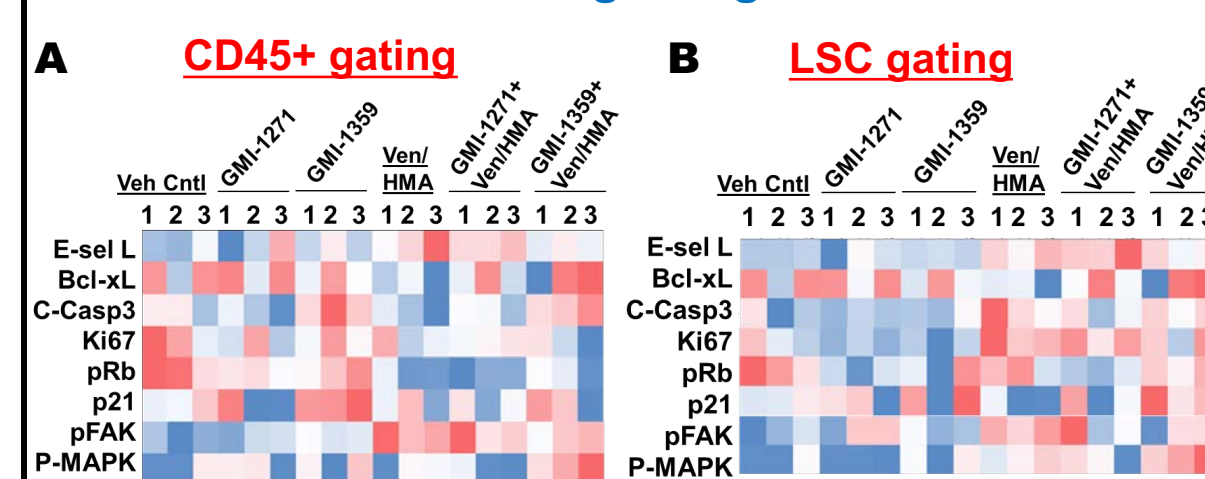 A
CD45+ gating
Veh Cntl
GMI-1271
GMI-1359
Ven/
HMA
GMI-1271+
Ven/HMA
GMI-1359+
Ven/HMA
1 2 3 1 2 3 1 2 3 1 2 3 1 2 3 1 2 3
E-sel L
Bcl-xL
C-Casp3
Ki67
pRb
p21
pFAK
P-MAPK
B
LSC gating
Veh Cntl
GMI-1271
GMI-1359
Ven/
HMA
GMI-1271+
Ven/HMA
GMI-1359
Ven/
1 2 3 1 2 3 1 2 3 1 2 3 1 2 3 1 2
E-sel L
Bcl-xL
C-Casp3
Ki67
pRb
p21
pFAK
P-MAPK